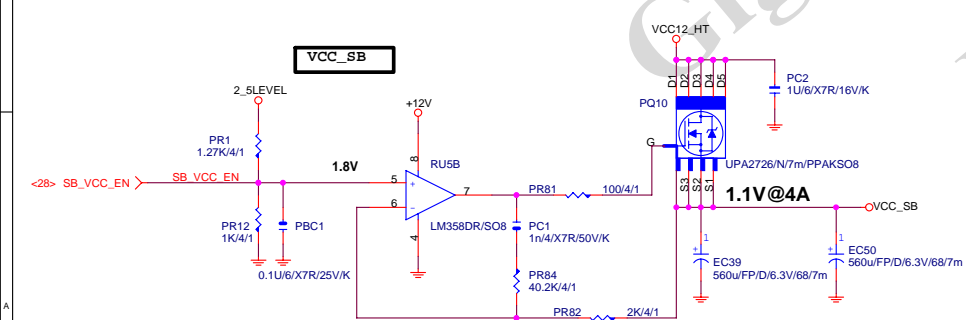 Gig
VCC12_HT
VCC_SB
2_5LEVEL
+12V
D1
D2
D3
D4
D5
PC2
1U/6/X7R/16V/K
PQ10
PR1
1.27K/4/1
G
8
RU5B
1.8V
UPA2726/N/7m/PPAKSO8
<28> SB_VCC_EN
SB_VCC_EN
5
+
7
PR81
100/4/1
S3
S2
S1
1.1V@4A
6
-
VCC_SB
PR12
1K/4/1
PBC1
4
LM358DR/SO8
PC1
1n/4/X7R/50V/K
1
1
+
EC39
560u/FP/D/6.3V/68/7m
+
EC50
560u/FP/D/6.3V/68/7m
0.1U/6/X7R/25V/K
PR84
40.2K/4/1
PR82
2K/4/1
A